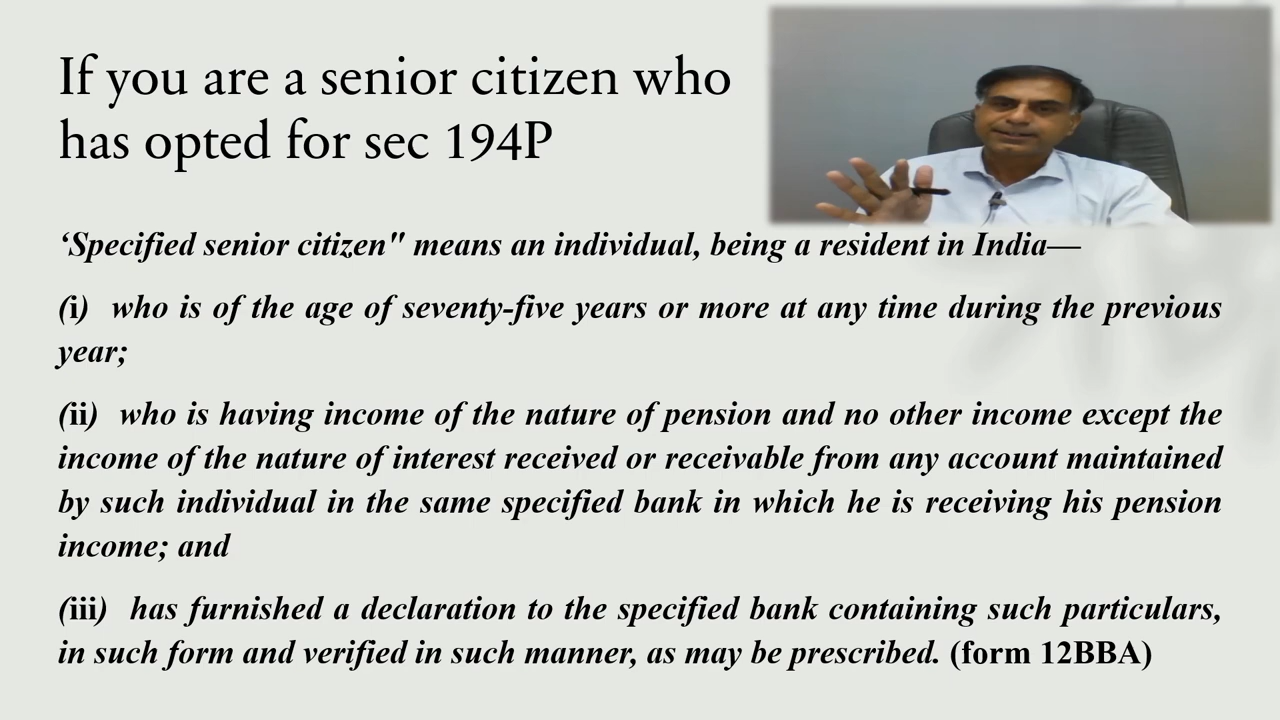 If you are a senior citizen who
has opted for sec 194P
‘Specified senior citizen" means an individual, being a resident in India—
(i) who is of the age of seventy-five years or more at any time during the previous
year;
(ii) who is having income of the nature of pension and no other income except the
income of the nature of interest received or receivable from any account maintained
by such individual in the same specified bank in which he is receiving his pension
income; and
(iii) has furnished a declaration to the specified bank containing such particulars,
in such form and verified in such manner, as may be prescribed. (form 12BBA)